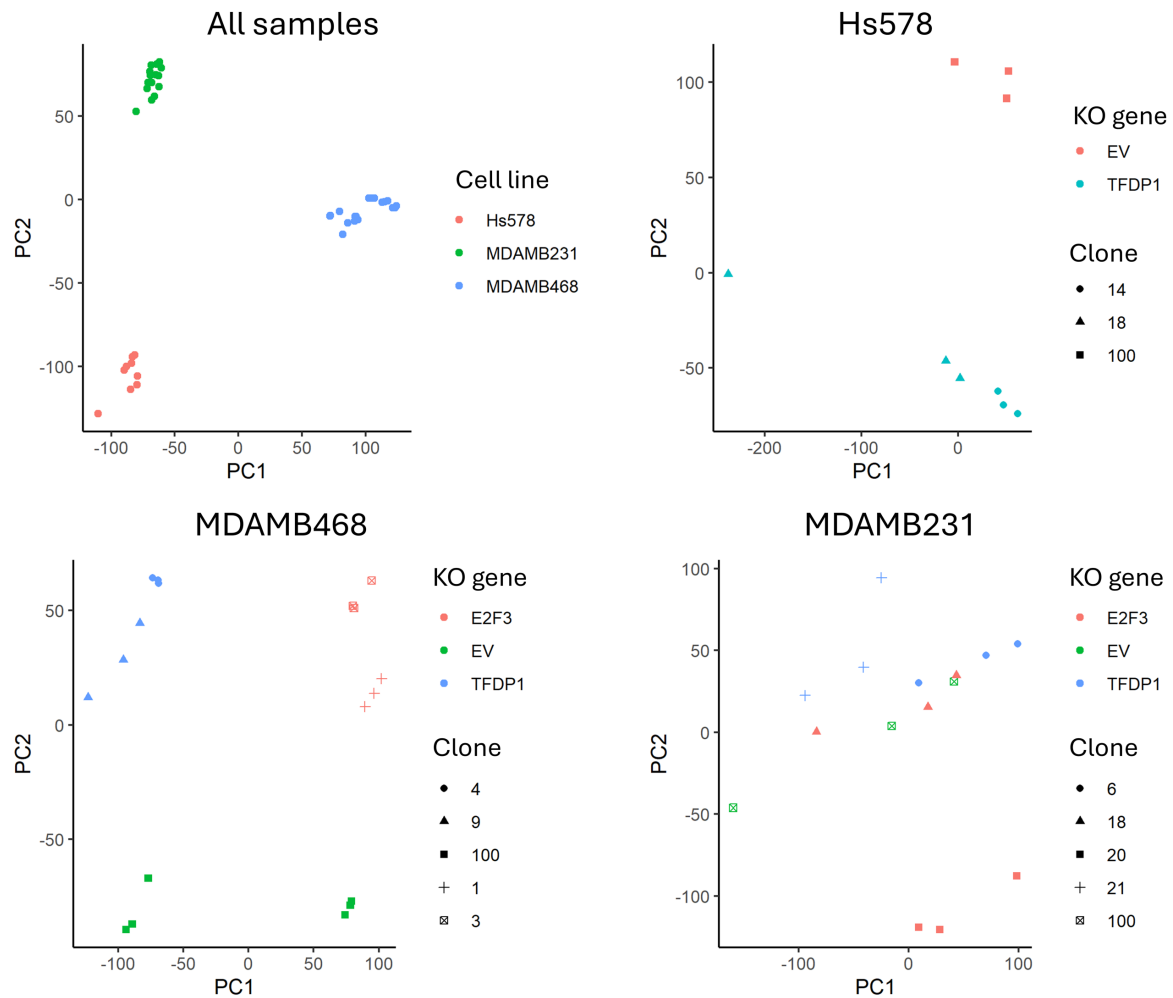 All samples
50
0
-50
-100
PC2
-100
-50
0
50
100
PC1
Cell line
Hs578
MDAMB231
MDAMB468
Hs578
100
50
0
-50
PC2
-200
-100
0
PC1
KO gene
EV
TFDP1
Clone
14
18
100
MDAMB468
50
0
-50
PC2
-100
-50
0
50
100
PC1
KO gene
E2F3
EV
TFDP1
Clone
4
9
100
1
3
MDAMB231
100
50
0
-50
-100
PC2
-100
0
100
PC1
KO gene
E2F3
EV
TFDP1
Clone
6
18
20
21
100